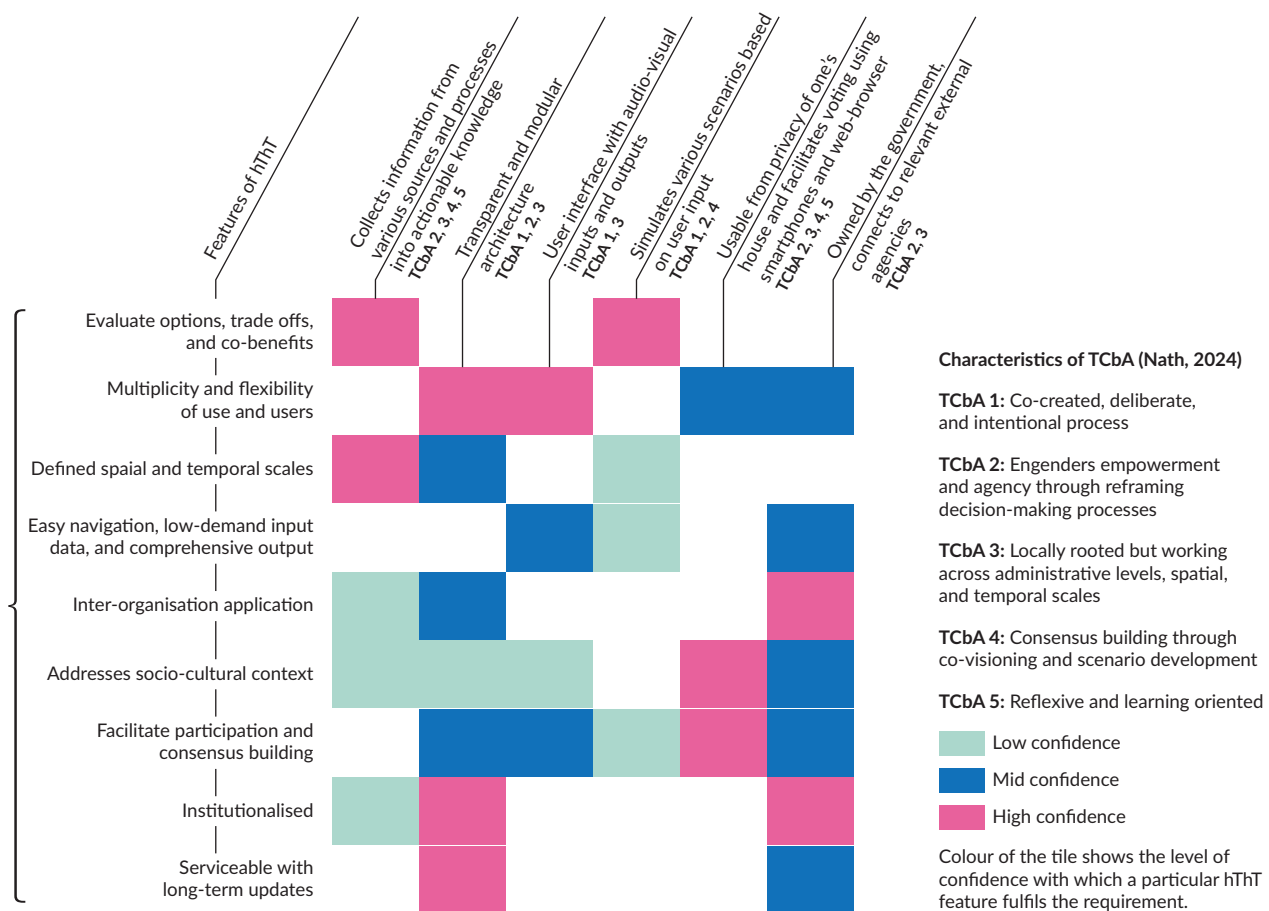 Features of hThT
Collects information from
various sources and processes
into actionable knowledge
TCbA 2, 3, 4, 5
Transparent and modular
architecture
TCbA 1, 2, 3
User interface with audio-visual
inputs and outputs
TCbA 1, 3
Simulates various scenarios based
on user input
TCbA 1, 2, 4
Usable from privacy of one's
house and facilitates voting using
smartphones and web-browser
TCbA 2, 3, 4, 5
Owned by the government,
connects to relevant external
agencies
TCbA 2, 3
Evaluate options, trade offs,
and co-benefits
Multiplicity and flexibility
of use and users
Defined spaial and temporal scales
Easy navigation, low-demand input
data, and comprehensive output
Inter-organisation application
Addresses socio-cultural context
Facilitate participation and
consensus building
Institutionalised
Serviceable with
long-term updates
Characteristics of TCbA (Nath, 2024)
TCbA 1: Co-created, deliberate,
and intentional process
TCbA 2: Engenders empowerment
and agency through reframing
decision-making processes
TCbA 3: Locally rooted but working
across administrative levels, spatial,
and temporal scales
TCbA 4: Consensus building through
co-visioning and scenario development
TCbA 5: Reflexive and learning oriented
Low confidence
Mid confidence
High confidence
Colour of the tile shows the level of
confidence with which a particular hThT
feature fulfils the requirement.